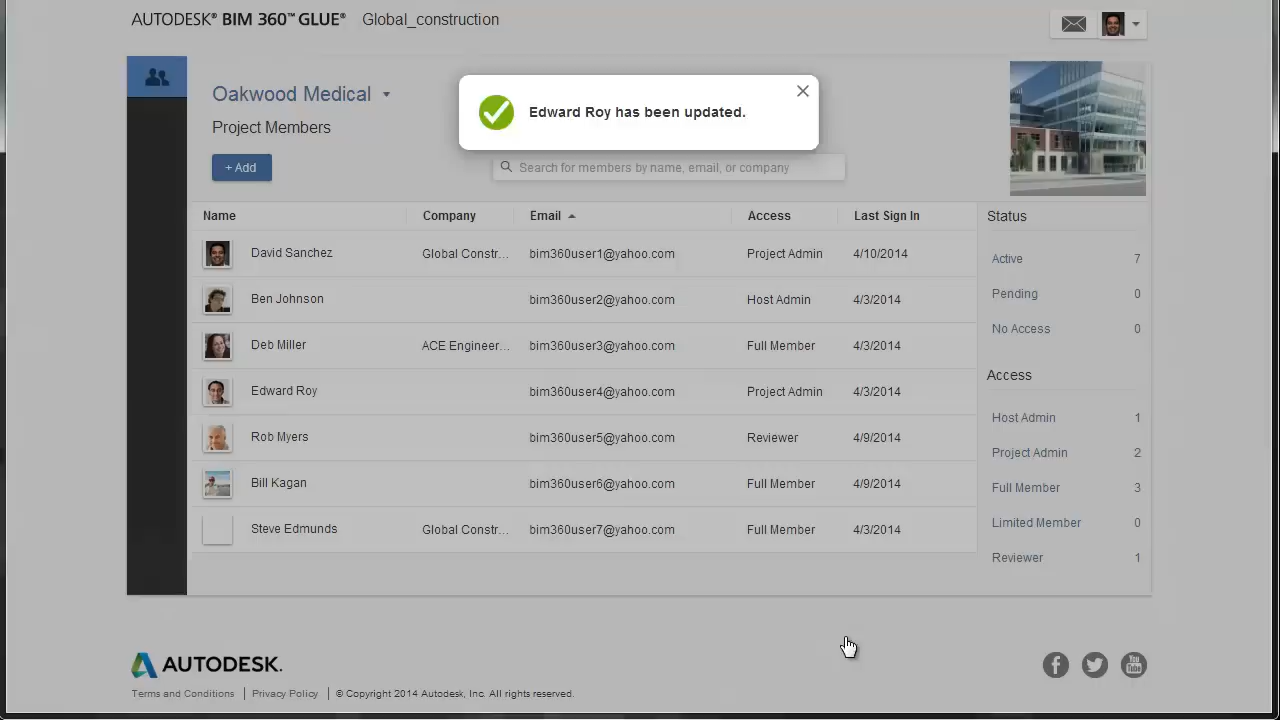 AUTODESK® BIM 360™ GLUE® Global_construction
Oakwood Medical
Project Members
Edward Roy has been updated.
+ Add
Search for members by name, email, or company
Name Company Email Access Last Sign In
David Sanchez Global Constr... bim360user1@yahoo.com Project Admin 4/10/2014
Ben Johnson bim360user2@yahoo.com Host Admin 4/3/2014
Deb Miller ACE Engineer... bim360user3@yahoo.com Full Member 4/3/2014
Edward Roy bim360user4@yahoo.com Project Admin 4/3/2014
Rob Myers bim360user5@yahoo.com Reviewer 4/9/2014
Bill Kagan bim360user6@yahoo.com Full Member 4/9/2014
Steve Edmunds Global Constr... bim360user7@yahoo.com Full Member 4/3/2014
Status
Active 7
Pending 0
No Access 0
Access
Host Admin 1
Project Admin 2
Full Member 3
Limited Member 0
Reviewer 1
AUTODESK.
Terms and Conditions | Privacy Policy | © Copyright 2014 Autodesk, Inc. All rights reserved.
You Tube